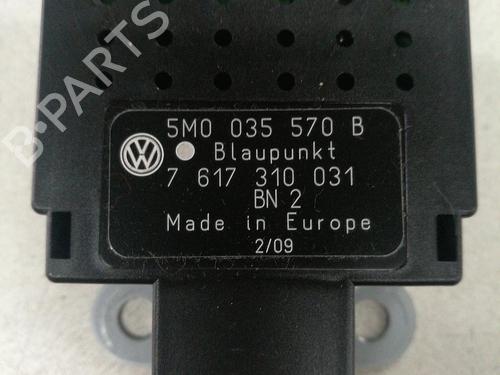 B-PARTS
5M0 035 570 B
Blaupunkt
7 617 310 031
BN 2
Made in Europe
2/09